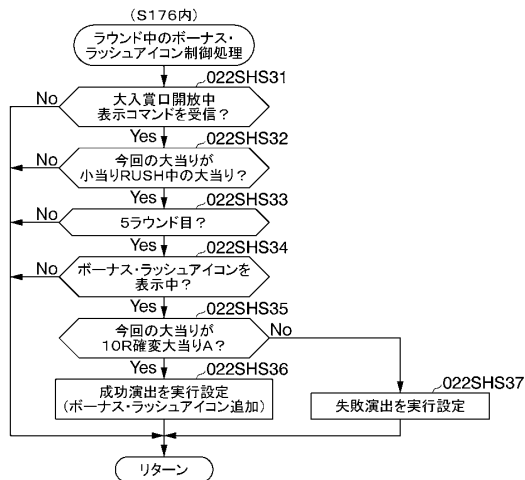 (S176内)
ラウンド中のボーナス・
ラッシュアイコン制御処理
022SHS31
No
大入賞口開放中
表示コマンドを受信?
Yes
022SHS32
No
今回の大当りが
小当りRUSH中の大当り?
Yes
022SHS33
No
5ラウンド目?
Yes
022SHS34
No
ボーナス・ラッシュアイコンを
表示中?
Yes
022SHS35
今回の大当りが
10R確変大当りA?
No
Yes
022SHS36
成功演出を実行設定
(ボーナス・ラッシュアイコン追加)
022SHS37
失敗演出を実行設定
リターン